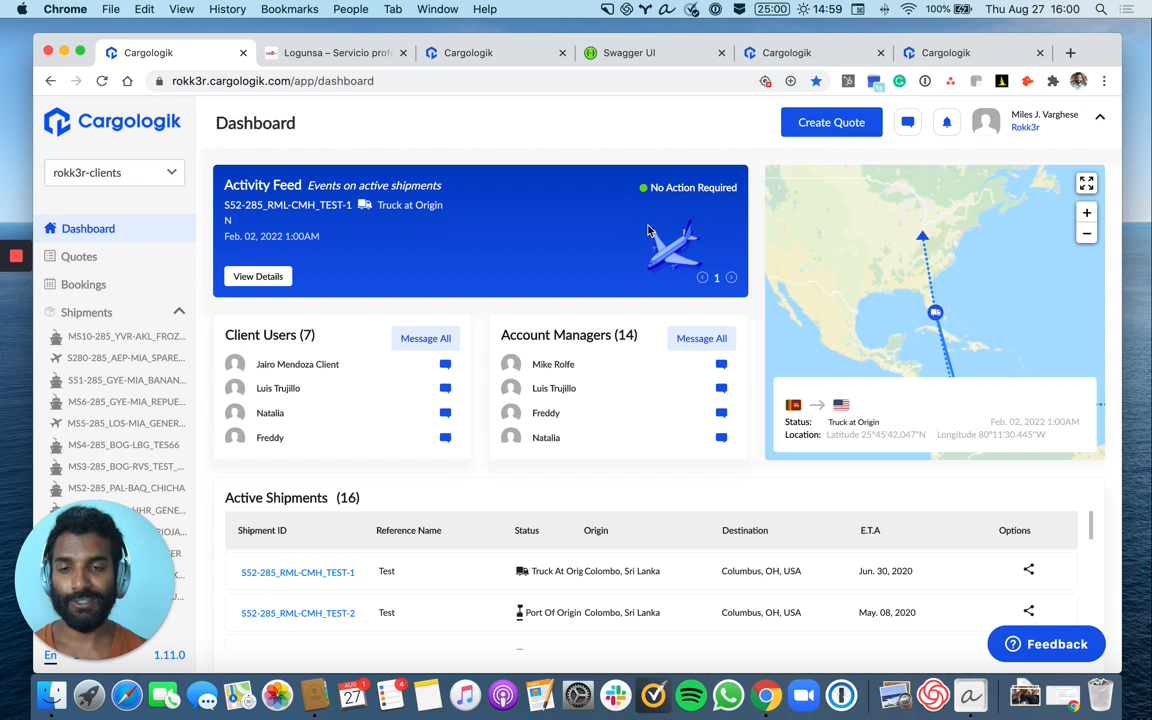 Chrome File Edit View History Bookmarks People Tab Window Help 25:00 14:59 100% Thu Aug 27 16:00
Cargologik Logunsa – Servicio prof Cargologik Swagger UI Cargologik Cargologik
rokk3r.cargologik.com/app/dashboard
Cargologik
Dashboard
Create Quote
Miles J. Varghese
Rokk3r
rokk3r-clients
Dashboard
Quotes
Bookings
Shipments
MS10-285_YVR-AKL_FROZ...
S280-285_AEP-MIA_SPARE...
S51-285_GYE-MIA_BANAN...
MS6-285_GYE-MIA_REPUE...
MS5-285_LOS-MIA_GENER...
MS4-285_BOG-LBG_TES66
MS3-285_BOG-RVS_TEST_...
MS2-285_PAL-BAQ_CHICHA
HHR_GENE...
RIOJA...
ER
En
1.11.0
Activity Feed Events on active shipments
No Action Required
S52-285_RML-CMH_TEST-1 Truck at Origin
N
Feb. 02, 2022 1:00AM
View Details
1
Client Users (7)
Message All
Jairo Mendoza Client
Luis Trujillo
Natalia
Freddy
Account Managers (14)
Message All
Mike Rolfe
Luis Trujillo
Freddy
Natalia
+
−
Status: Truck at Origin Feb. 02, 2022 1:00AM
Location: Latitude 25°45'42.047"N Longitude 80°11'30.445"W
Active Shipments (16)
Shipment ID Reference Name Status Origin Destination E.T.A Options
S52-285_RML-CMH_TEST-1 Test Truck At Orig Colombo, Sri Lanka Columbus, OH, USA Jun. 30, 2020
S52-285_RML-CMH_TEST-2 Test Port Of Origin Colombo, Sri Lanka Columbus, OH, USA May. 08, 2020
Feedback
AUG 1
27
4